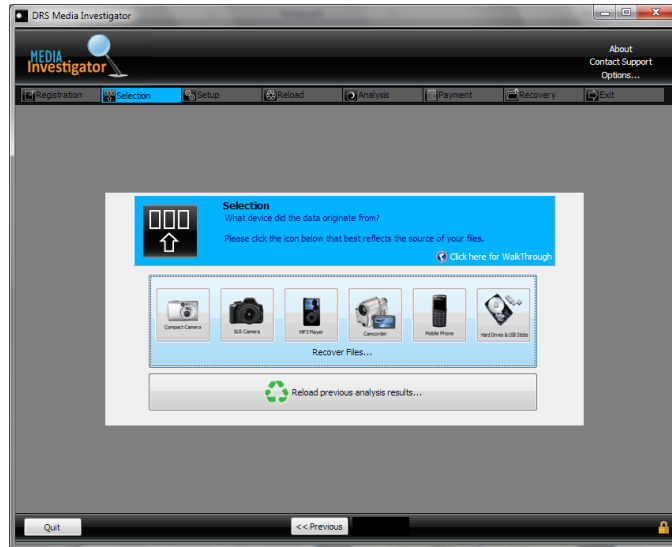 DRS Media Investigator
MEDIA
Investigator
About
Contact Support
Options...
Registration
Selection
Setup
Reload
Analysis
Payment
Recovery
Exit
Selection
What device did the data originate from?
Please click the icon below that best reflects the source of your files.
Click here for WalkThrough
Compact Camera
SLR Camera
MP3 Player
Camcorder
Mobile Phone
Hard Drives & USB Sticks
Recover Files...
Reload previous analysis results...
Quit
<< Previous